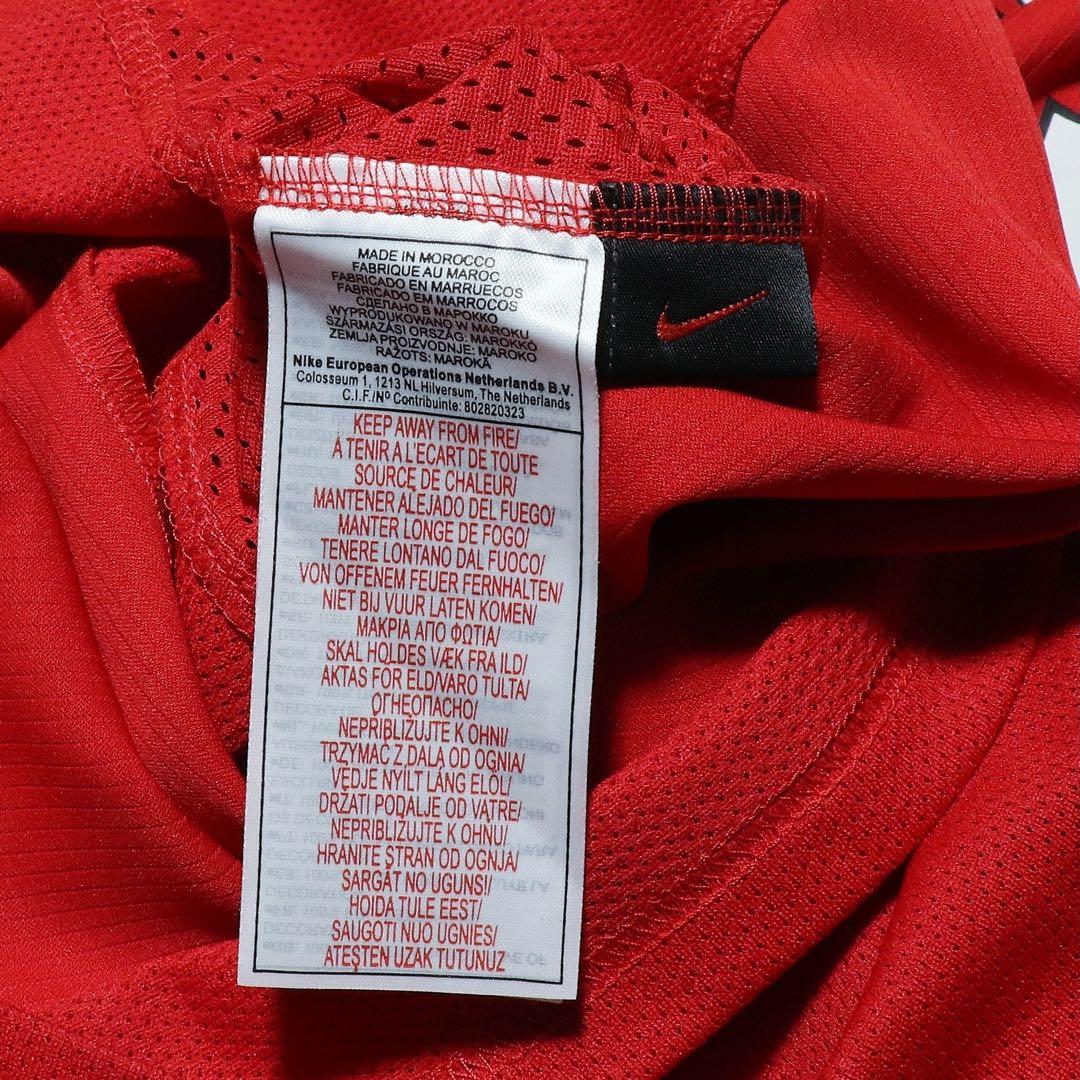 MADE IN MOROCCO
FABRIQUE AU MAROC
FABRICADO EN MARRUECOS
FABRICADO EM MARROCOS
СДЕЛАНО В МАРОККО
WYPRODUKOWANO W MAROKU
SZÁRMAZÁSI ORSZÁG: MAROKKÓ
ZEMLJA PROIZVODNJE: MAROKO
RAŽOTS: MAROKĀ
Nike European Operations Netherlands B.V.
Colosseum 1, 1213 NL Hilversum, The Netherlands
C.I.F./Nº Contribuinte: 802820323
KEEP AWAY FROM FIRE/
A TENIR A L'ECART DE TOUTE
SOURCE DE CHALEUR/
MANTENER ALEJADO DEL FUEGO/
MANTER LONGE DE FOGO/
TENERE LONTANO DAL FUOCO/
VON OFFENEM FEUER FERNHALTEN/
NIET BIJ VUUR LATEN KOMEN/
ΜΑΚΡΙΑ ΑΠΟ ΦΩΤΙΑ/
SKAL HOLDES VÆK FRA ILD/
AKTAS FÖR ELD/VARO TULTA/
ОГНЕОПАСНО/
NEPRIBLIŽUJTE K OHNI/
TRZYMAĆ Z DALA OD OGNIA/
VÉDJE NYÍLT LÁNG ELÖL/
DRŽATI PODALJE OD VATRE/
NEPRIBLIŽUJTE K OHNU/
HRANITE STRAN OD OGNJA/
SARGĀT NO UGUNS!/
HOIDA TULE EEST/
SAUGOTI NUO UGNIES/
ATEŞTEN UZAK TUTUNUZ